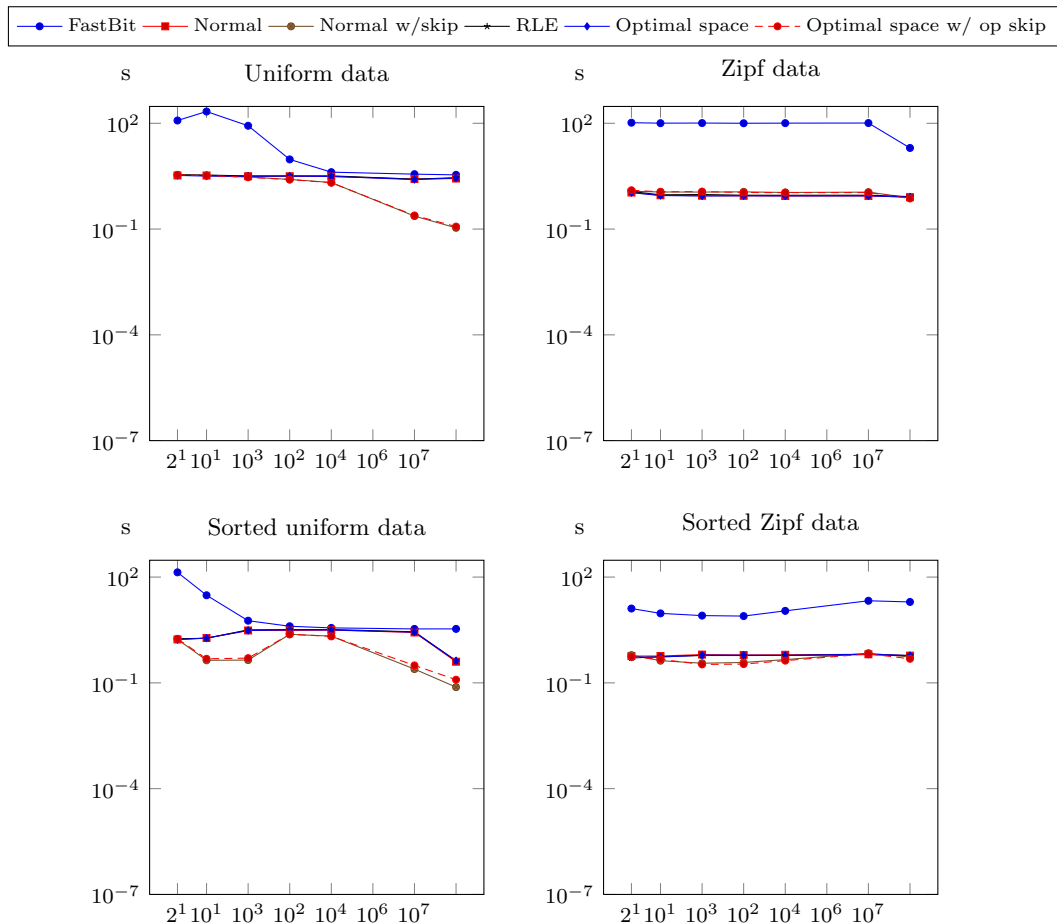 FastBit Normal Normal w/skip RLE Optimal space Optimal space w/ op skip
s Uniform data
10^2
10^−1
10^−4
10^−7
2^1 10^1 10^3 10^2 10^4 10^6 10^7
s Zipf data
10^2
10^−1
10^−4
10^−7
2^1 10^1 10^3 10^2 10^4 10^6 10^7
s Sorted uniform data
10^2
10^−1
10^−4
10^−7
2^1 10^1 10^3 10^2 10^4 10^6 10^7
s Sorted Zipf data
10^2
10^−1
10^−4
10^−7
2^1 10^1 10^3 10^2 10^4 10^6 10^7